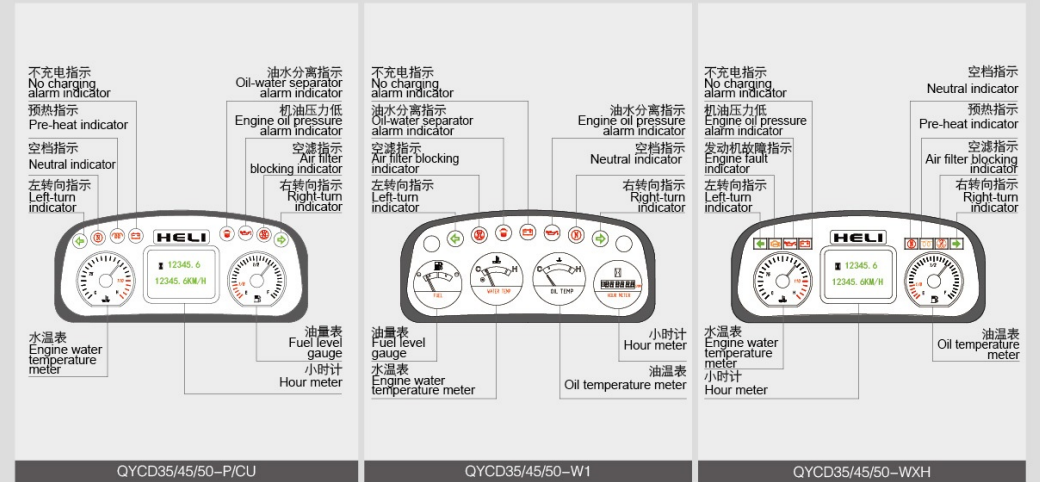 不充电指示
No charging
alarm indicator
预热指示
Pre-heat indicator
空档指示
Neutral indicator
左转向指示
Left-turn
indicator
油水分离指示
Oil-water separator
alarm indicator
机油压力低
Engine oil pressure
alarm indicator
空滤指示
Air filter
blocking indicator
右转向指示
Right-turn
indicator
HELI
12345.6
12345.6KM/H
水温表
Engine water
temperature
meter
油量表
Fuel level
gauge
小时计
Hour meter
QYCD35/45/50-P/CU
不充电指示
No charging
alarm indicator
油水分离指示
Oil-water separator
alarm indicator
空滤指示
Air filter blocking
indicator
左转向指示
Left-turn
indicator
油水分离指示
Engine oil pressure
alarm indicator
空档指示
Neutral indicator
右转向指示
Right-turn
indicator
FUEL
C H
WATER TEMP
C H
OIL TEMP
HOUR METER
油量表
Fuel level
gauge
水温表
Engine water
temperature meter
小时计
Hour meter
油温表
Oil temperature meter
QYCD35/45/50-W1
不充电指示
No charging
alarm indicator
机油压力低
Engine oil pressure
alarm indicator
发动机故障指示
Engine fault
indicator
左转向指示
Left-turn
indicator
空档指示
Neutral indicator
预热指示
Pre-heat indicator
空滤指示
Air filter blocking
indicator
右转向指示
Right-turn
indicator
HELI
12345.6
12345.6KM/H
水温表
Engine water
temperature
meter
小时计
Hour meter
油温表
Oil temperature
meter
QYCD35/45/50-WXH